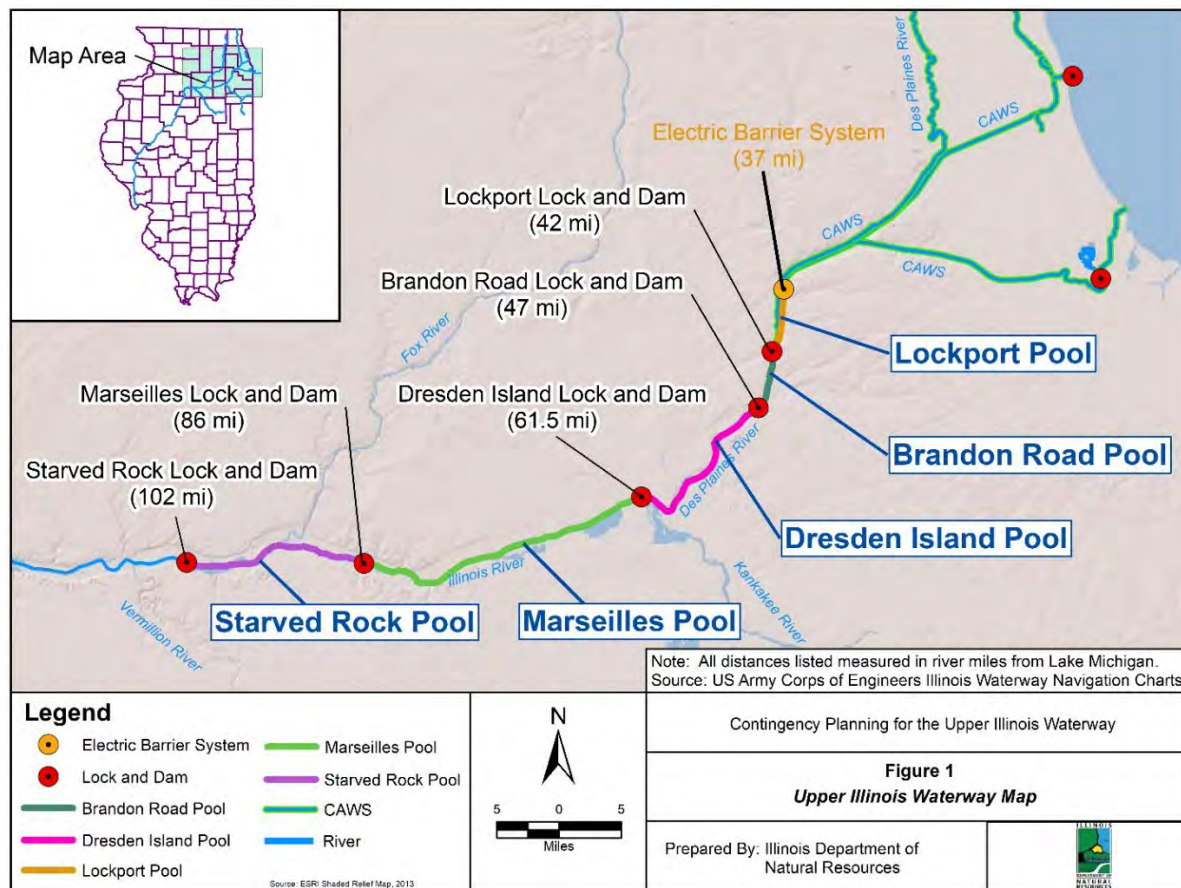 Map Area
Des Plaines River
CAWS
Electric Barrier System
(37 mi)
Lockport Lock and Dam
(42 mi)
CAWS
CAWS
Brandon Road Lock and Dam
(47 mi)
Fox River
Lockport Pool
Marseilles Lock and Dam
(86 mi)
Dresden Island Lock and Dam
(61.5 mi)
Brandon Road Pool
Starved Rock Lock and Dam
(102 mi)
Des Plaines River
Dresden Island Pool
Illinois River
Kankakee River
Vermillion River
Starved Rock Pool
Marseilles Pool
Note: All distances listed measured in river miles from Lake Michigan.
Source: US Army Corps of Engineers Illinois Waterway Navigation Charts
Legend
Electric Barrier System
Lock and Dam
Brandon Road Pool
Dresden Island Pool
Lockport Pool
Marseilles Pool
Starved Rock Pool
CAWS
River
Source: ESRI Shaded Relief Map, 2013
N
5 0 5
Miles
Contingency Planning for the Upper Illinois Waterway
Figure 1
Upper Illinois Waterway Map
Prepared By: Illinois Department of
Natural Resources
ILLINOIS
DEPARTMENT OF
NATURAL
RESOURCES